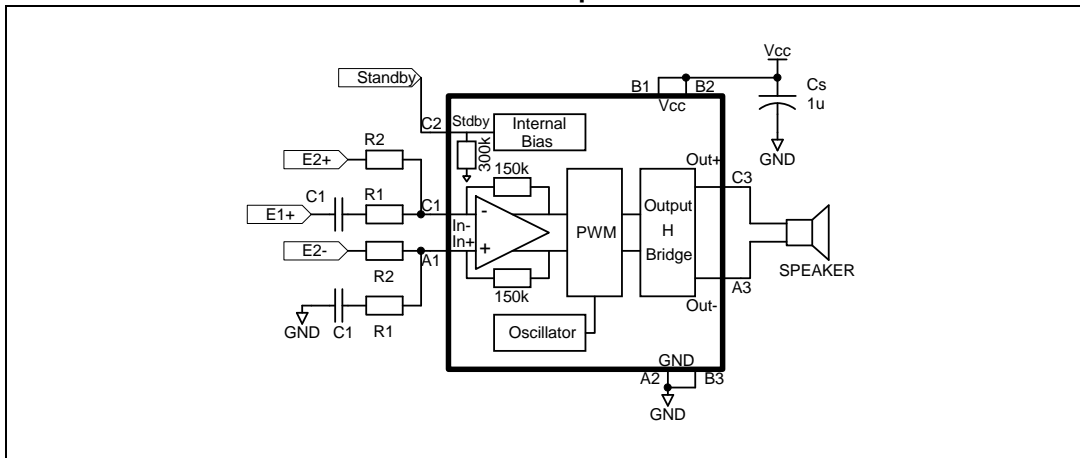 Vcc
Standby
B1
B2
Vcc
Cs
1u
C2
Stdby
Internal
Bias
300k
GND
R2
E2+
150k
Out+
C3
C1
R1
C1
E1+
In-
-
Output
H
Bridge
PWM
In+
+
E2-
A1
R2
SPEAKER
150k
A3
Out-
GND
C1
R1
Oscillator
GND
A2
B3
GND